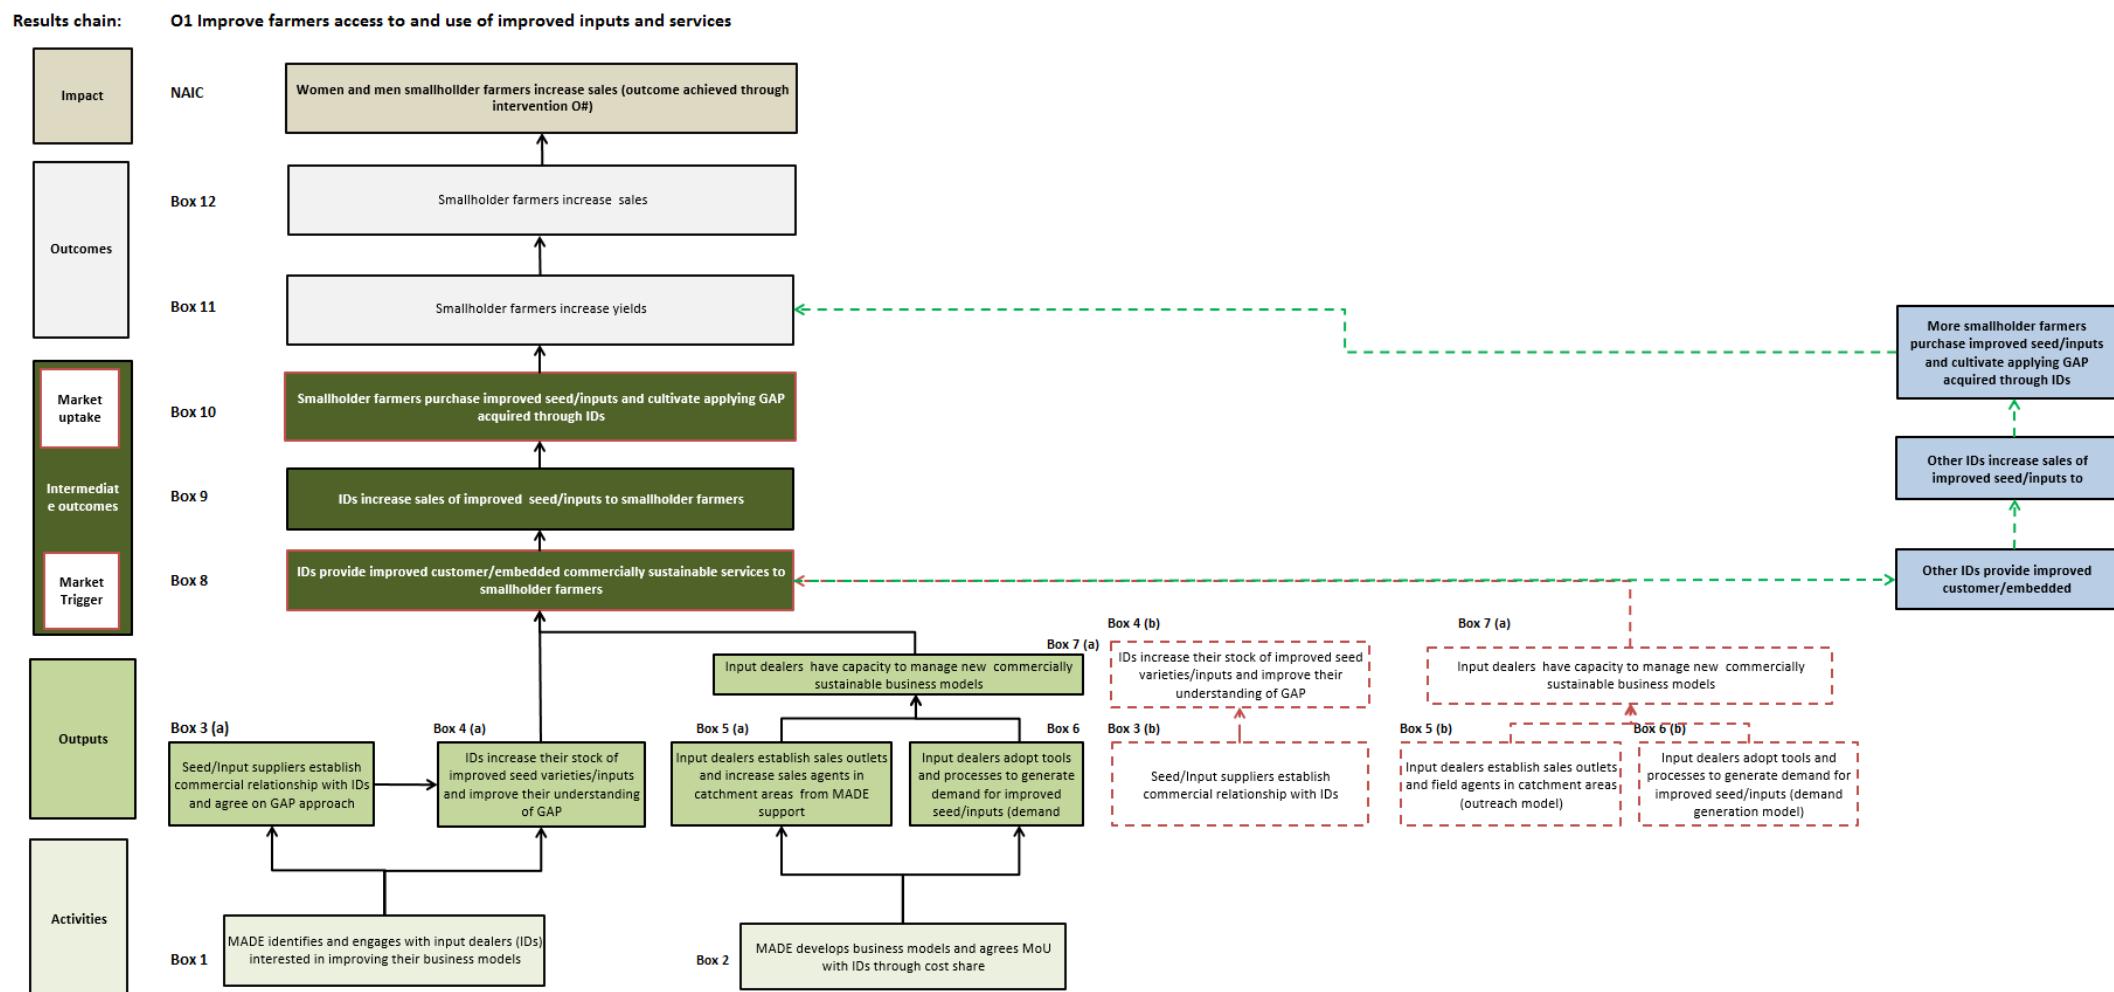 Results chain:
O1 Improve farmers access to and use of improved inputs and services
Impact
NAIC
Women and men smallhollder farmers increase sales (outcome achieved through
intervention O#)
Outcomes
Box 12
Smallholder farmers increase  sales
Box 11
Smallholder farmers increase yields
More smallholder farmers
purchase improved seed/inputs
and cultivate applying GAP
acquired through IDs
Market
uptake
Box 10
Smallholder farmers purchase improved seed/inputs and cultivate applying GAP
acquired through IDs
Intermediat
e outcomes
Box 9
IDs increase sales of improved  seed/inputs to smallholder farmers
Other IDs increase sales of
improved seed/inputs to
Market
Trigger
Box 8
IDs provide improved customer/embedded commercially sustainable services to
smallholder farmers
Other IDs provide improved
customer/embedded
Outputs
Box 7 (a)
Input dealers  have capacity to manage new  commercially
sustainable business models
Box 4 (b)
IDs increase their stock of improved seed
varieties/inputs and improve their
understanding of GAP
Box 7 (a)
Input dealers  have capacity to manage new  commercially
sustainable business models
Box 3 (a)
Seed/Input suppliers establish
commercial relationship with IDs
and agree on GAP approach
Box 4 (a)
IDs increase their stock of
improved seed varieties/inputs
and improve their understanding
of GAP
Box 5 (a)
Input dealers establish sales outlets
and increase sales agents in
catchment areas  from MADE
support
Box 6
Input dealers adopt tools
and processes to generate
demand for improved
seed/inputs (demand
Box 3 (b)
Seed/Input suppliers establish
commercial relationship with IDs
Box 5 (b)
Input dealers establish sales outlets
and field agents in catchment areas
(outreach model)
Box 6 (b)
Input dealers adopt tools and
processes to generate demand for
improved seed/inputs (demand
generation model)
Activities
Box 1
MADE identifies and engages with input dealers (IDs)
interested in improving their business models
Box 2
MADE develops business models and agrees MoU
with IDs through cost share